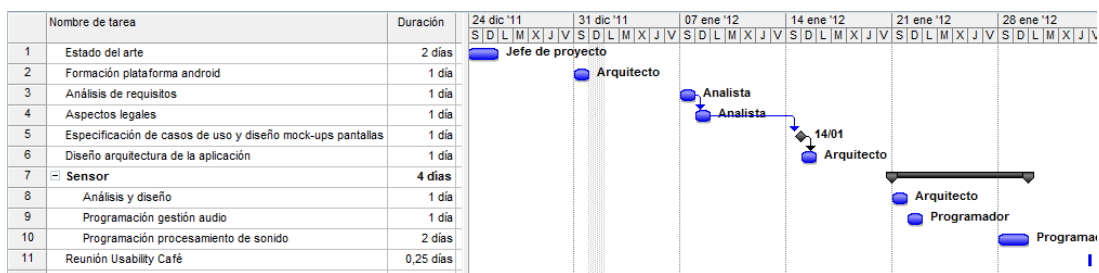 Nombre de tarea Duración 24 dic '11 31 dic '11 07 ene '12 14 ene '12 21 ene '12 28 ene '12
S D L M X J V S D L M X J V S D L M X J V S D L M X J V S D L M X J V S D L M X J V
1 Estado del arte 2 días Jefe de proyecto
2 Formación plataforma android 1 día Arquitecto
3 Análisis de requisitos 1 día Analista
4 Aspectos legales 1 día Analista
5 Especificación de casos de uso y diseño mock-ups pantallas 1 día 14/01
6 Diseño arquitectura de la aplicación 1 día Arquitecto
7 Sensor 4 días
8 Análisis y diseño 1 día Arquitecto
9 Programación gestión audio 1 día Programador
10 Programación procesamiento de sonido 2 días Programad
11 Reunión Usability Café 0,25 días